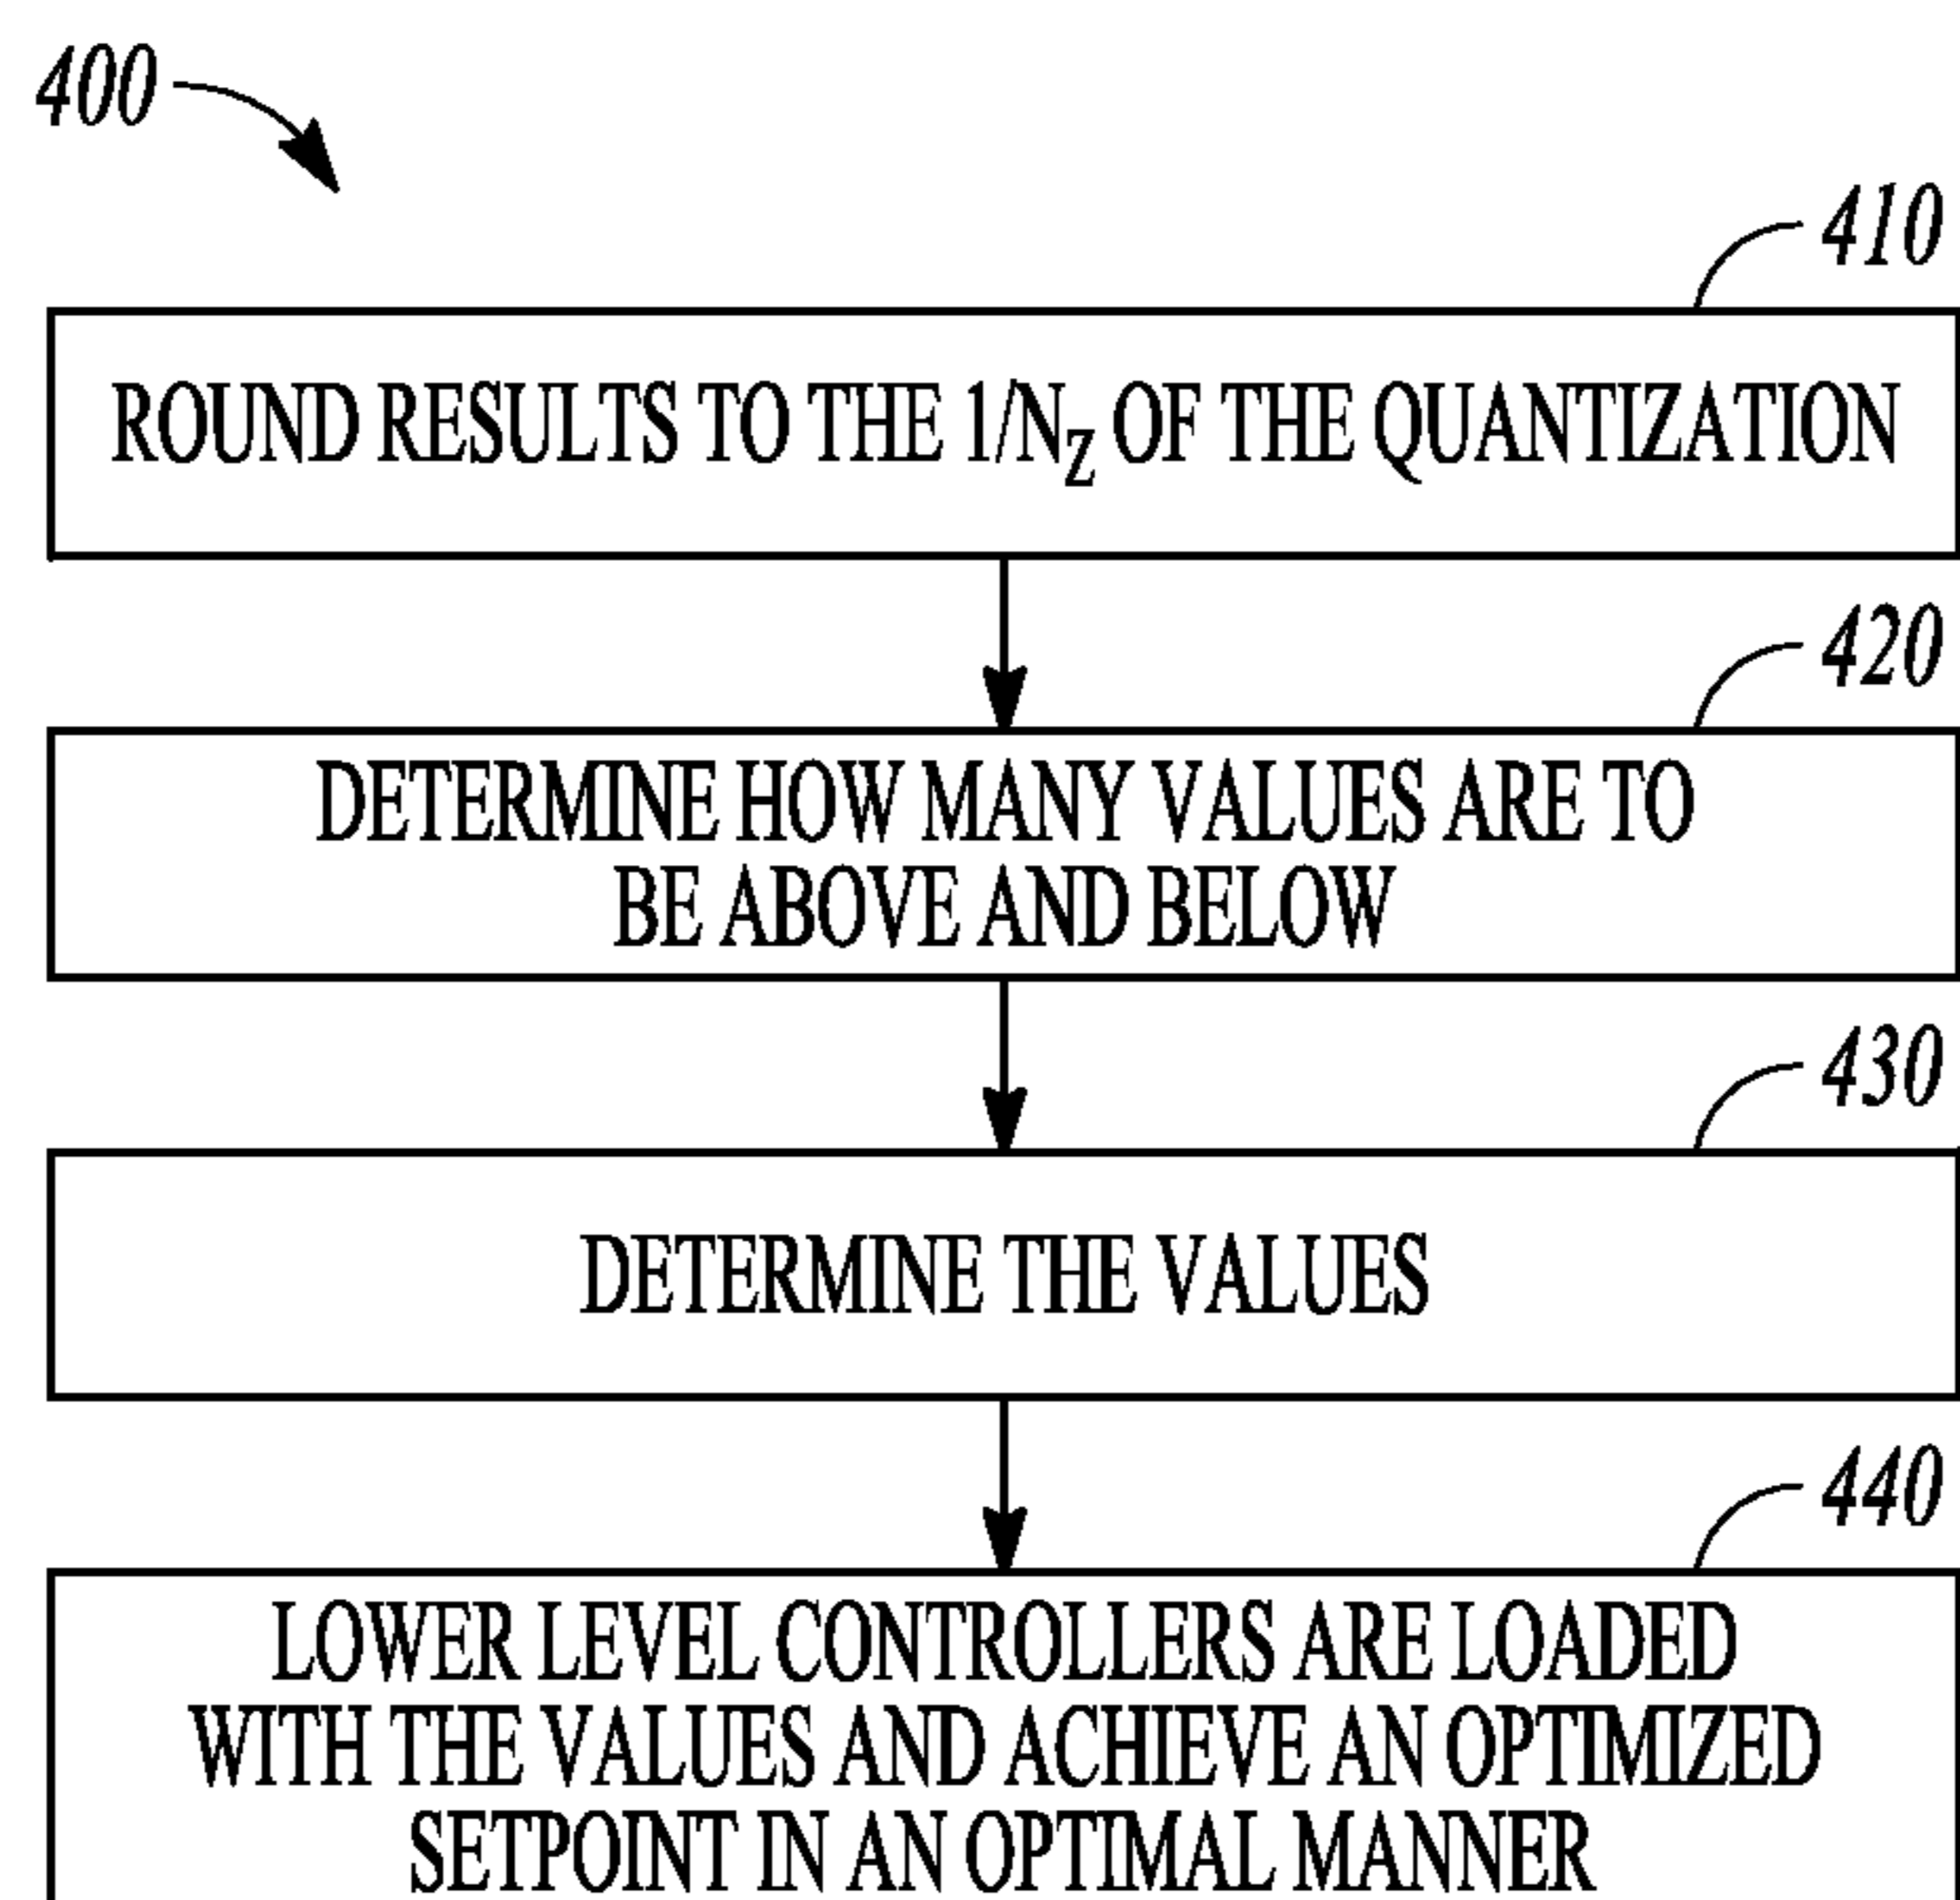 400
410
ROUND RESULTS TO THE 1/N_Z OF THE QUANTIZATION
420
DETERMINE HOW MANY VALUES ARE TO
BE ABOVE AND BELOW
430
DETERMINE THE VALUES
440
LOWER LEVEL CONTROLLERS ARE LOADED
WITH THE VALUES AND ACHIEVE AN OPTIMIZED
SETPOINT IN AN OPTIMAL MANNER